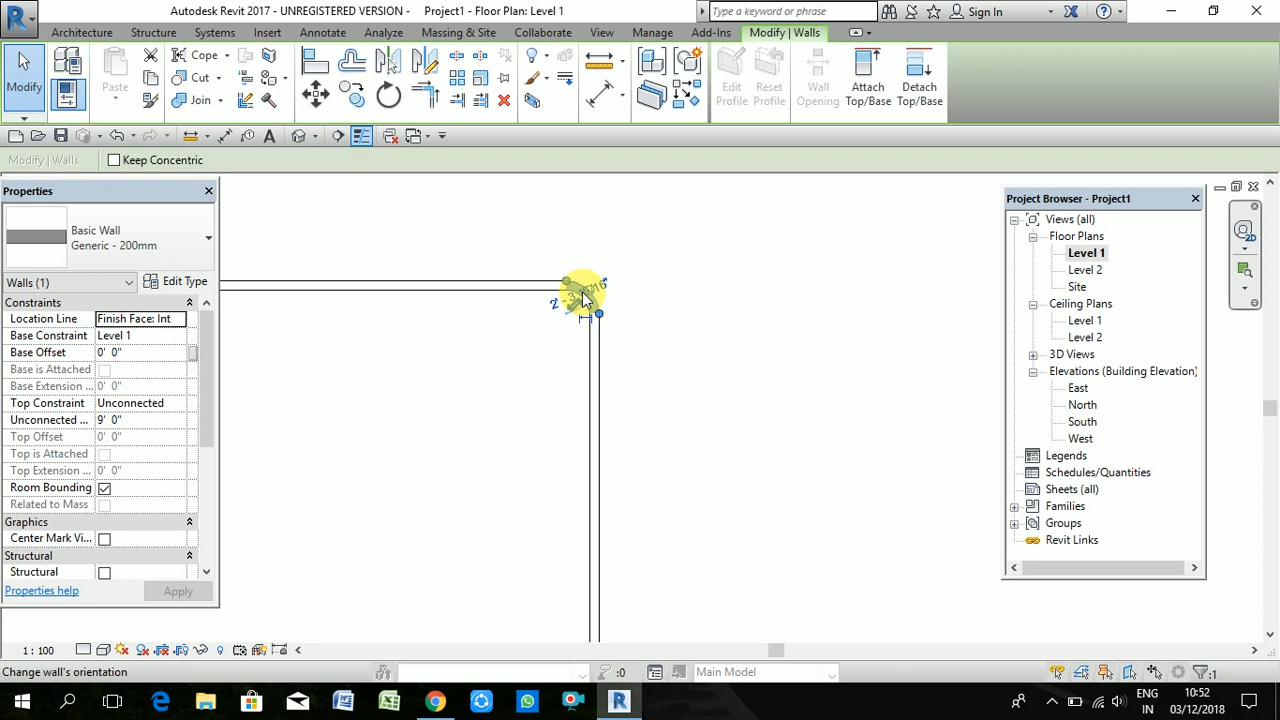 Autodesk Revit 2017 - UNREGISTERED VERSION - Project1 - Floor Plan: Level 1
Type a keyword or phrase
Sign In
Architecture Structure Systems Insert Annotate Analyze Massing & Site Collaborate View Manage Add-Ins Modify | Walls
Modify
Paste
Cope
Cut
Join
Edit Profile
Reset Profile
Wall Opening
Attach Top/Base
Detach Top/Base
Modify | Walls
Keep Concentric
Properties
Basic Wall
Generic - 200mm
Walls (1)
Edit Type
Constraints
Location Line Finish Face: Int
Base Constraint Level 1
Base Offset 0' 0"
Base is Attached
Base Extension ... 0' 0"
Top Constraint Unconnected
Unconnected ... 9' 0"
Top Offset 0' 0"
Top is Attached
Top Extension ... 0' 0"
Room Bounding
Related to Mass
Graphics
Center Mark Vi...
Structural
Structural
Properties help
Apply
Project Browser - Project1
Views (all)
Floor Plans
Level 1
Level 2
Site
Ceiling Plans
Level 1
Level 2
3D Views
Elevations (Building Elevation)
East
North
South
West
Legends
Schedules/Quantities
Sheets (all)
Families
Groups
Revit Links
2D
1 : 100
Change wall's orientation
:0
Main Model
:1
ENG
IN
10:52
03/12/2018